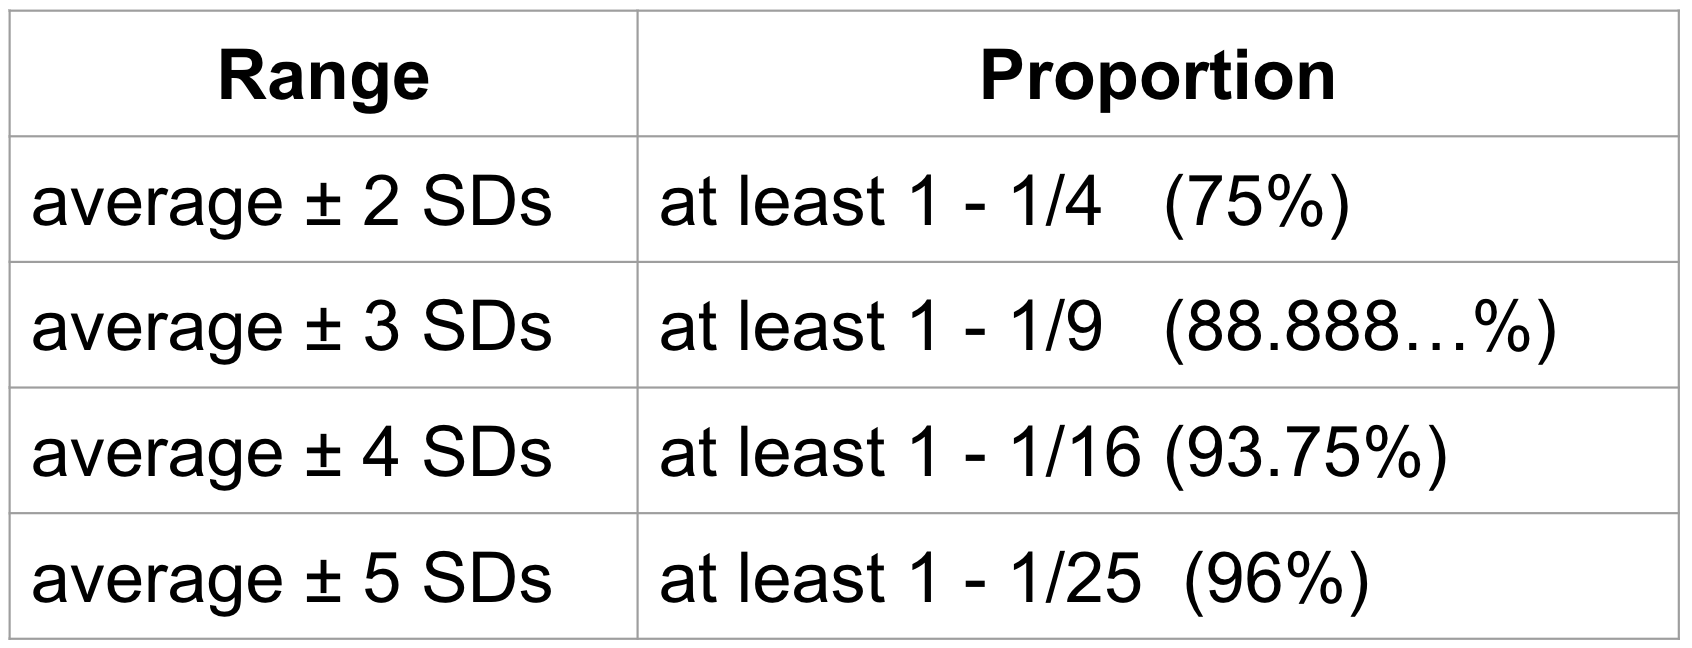 Range Proportion
average ± 2 SDs at least 1 - 1/4 (75%)
average ± 3 SDs at least 1 - 1/9 (88.888…%)
average ± 4 SDs at least 1 - 1/16 (93.75%)
average ± 5 SDs at least 1 - 1/25 (96%)